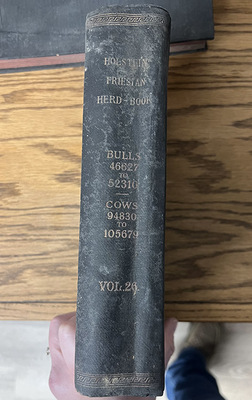 HOLSTEIN
FRIESIAN
HERD-BOOK
BULLS
46627
TO
52310
COWS
94830
TO
105679
VOL. 26.